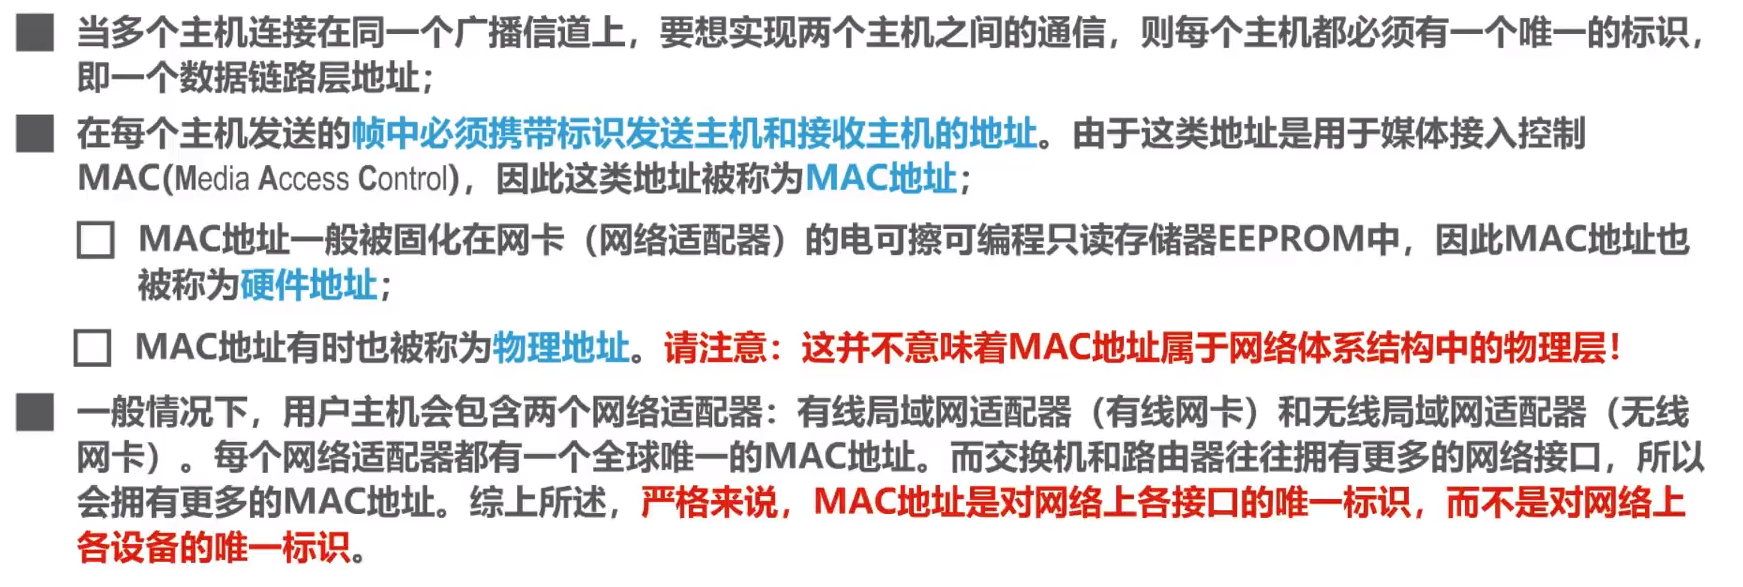 当多个主机连接在同一个广播信道上，要想实现两个主机之间的通信，则每个主机都必须有一个唯一的标识，
即一个数据链路层地址；
在每个主机发送的帧中必须携带标识发送主机和接收主机的地址。由于这类地址是用于媒体接入控制
MAC(Media Access Control)，因此这类地址被称为MAC地址；
MAC地址一般被固化在网卡（网络适配器）的电可擦可编程只读存储器EEPROM中，因此MAC地址也
被称为硬件地址；
MAC地址有时也被称为物理地址。请注意：这并不意味着MAC地址属于网络体系结构中的物理层！
一般情况下，用户主机会包含两个网络适配器：有线局域网适配器（有线网卡）和无线局域网适配器（无线
网卡）。每个网络适配器都有一个全球唯一的MAC地址。而交换机和路由器往往拥有更多的网络接口，所以
会拥有更多的MAC地址。综上所述，严格来说，MAC地址是对网络上各接口的唯一标识，而不是对网络上
各设备的唯一标识。